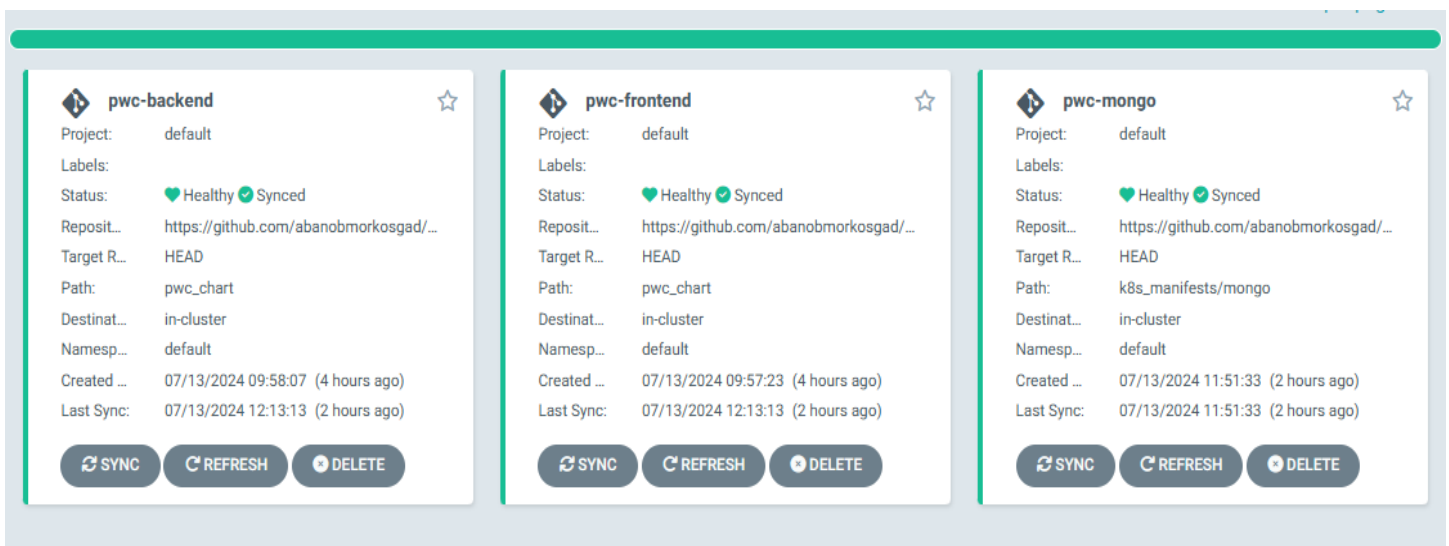 pwc-backend
Project: default
Labels:
Status: Healthy Synced
Reposit... https://github.com/abanobmorkosgad/...
Target R... HEAD
Path: pwc_chart
Destinat... in-cluster
Namesp... default
Created ... 07/13/2024 09:58:07 (4 hours ago)
Last Sync: 07/13/2024 12:13:13 (2 hours ago)
SYNC REFRESH DELETE
pwc-frontend
Project: default
Labels:
Status: Healthy Synced
Reposit... https://github.com/abanobmorkosgad/...
Target R... HEAD
Path: pwc_chart
Destinat... in-cluster
Namesp... default
Created ... 07/13/2024 09:57:23 (4 hours ago)
Last Sync: 07/13/2024 12:13:13 (2 hours ago)
SYNC REFRESH DELETE
pwc-mongo
Project: default
Labels:
Status: Healthy Synced
Reposit... https://github.com/abanobmorkosgad/...
Target R... HEAD
Path: k8s_manifests/mongo
Destinat... in-cluster
Namesp... default
Created ... 07/13/2024 11:51:33 (2 hours ago)
Last Sync: 07/13/2024 11:51:33 (2 hours ago)
SYNC REFRESH DELETE